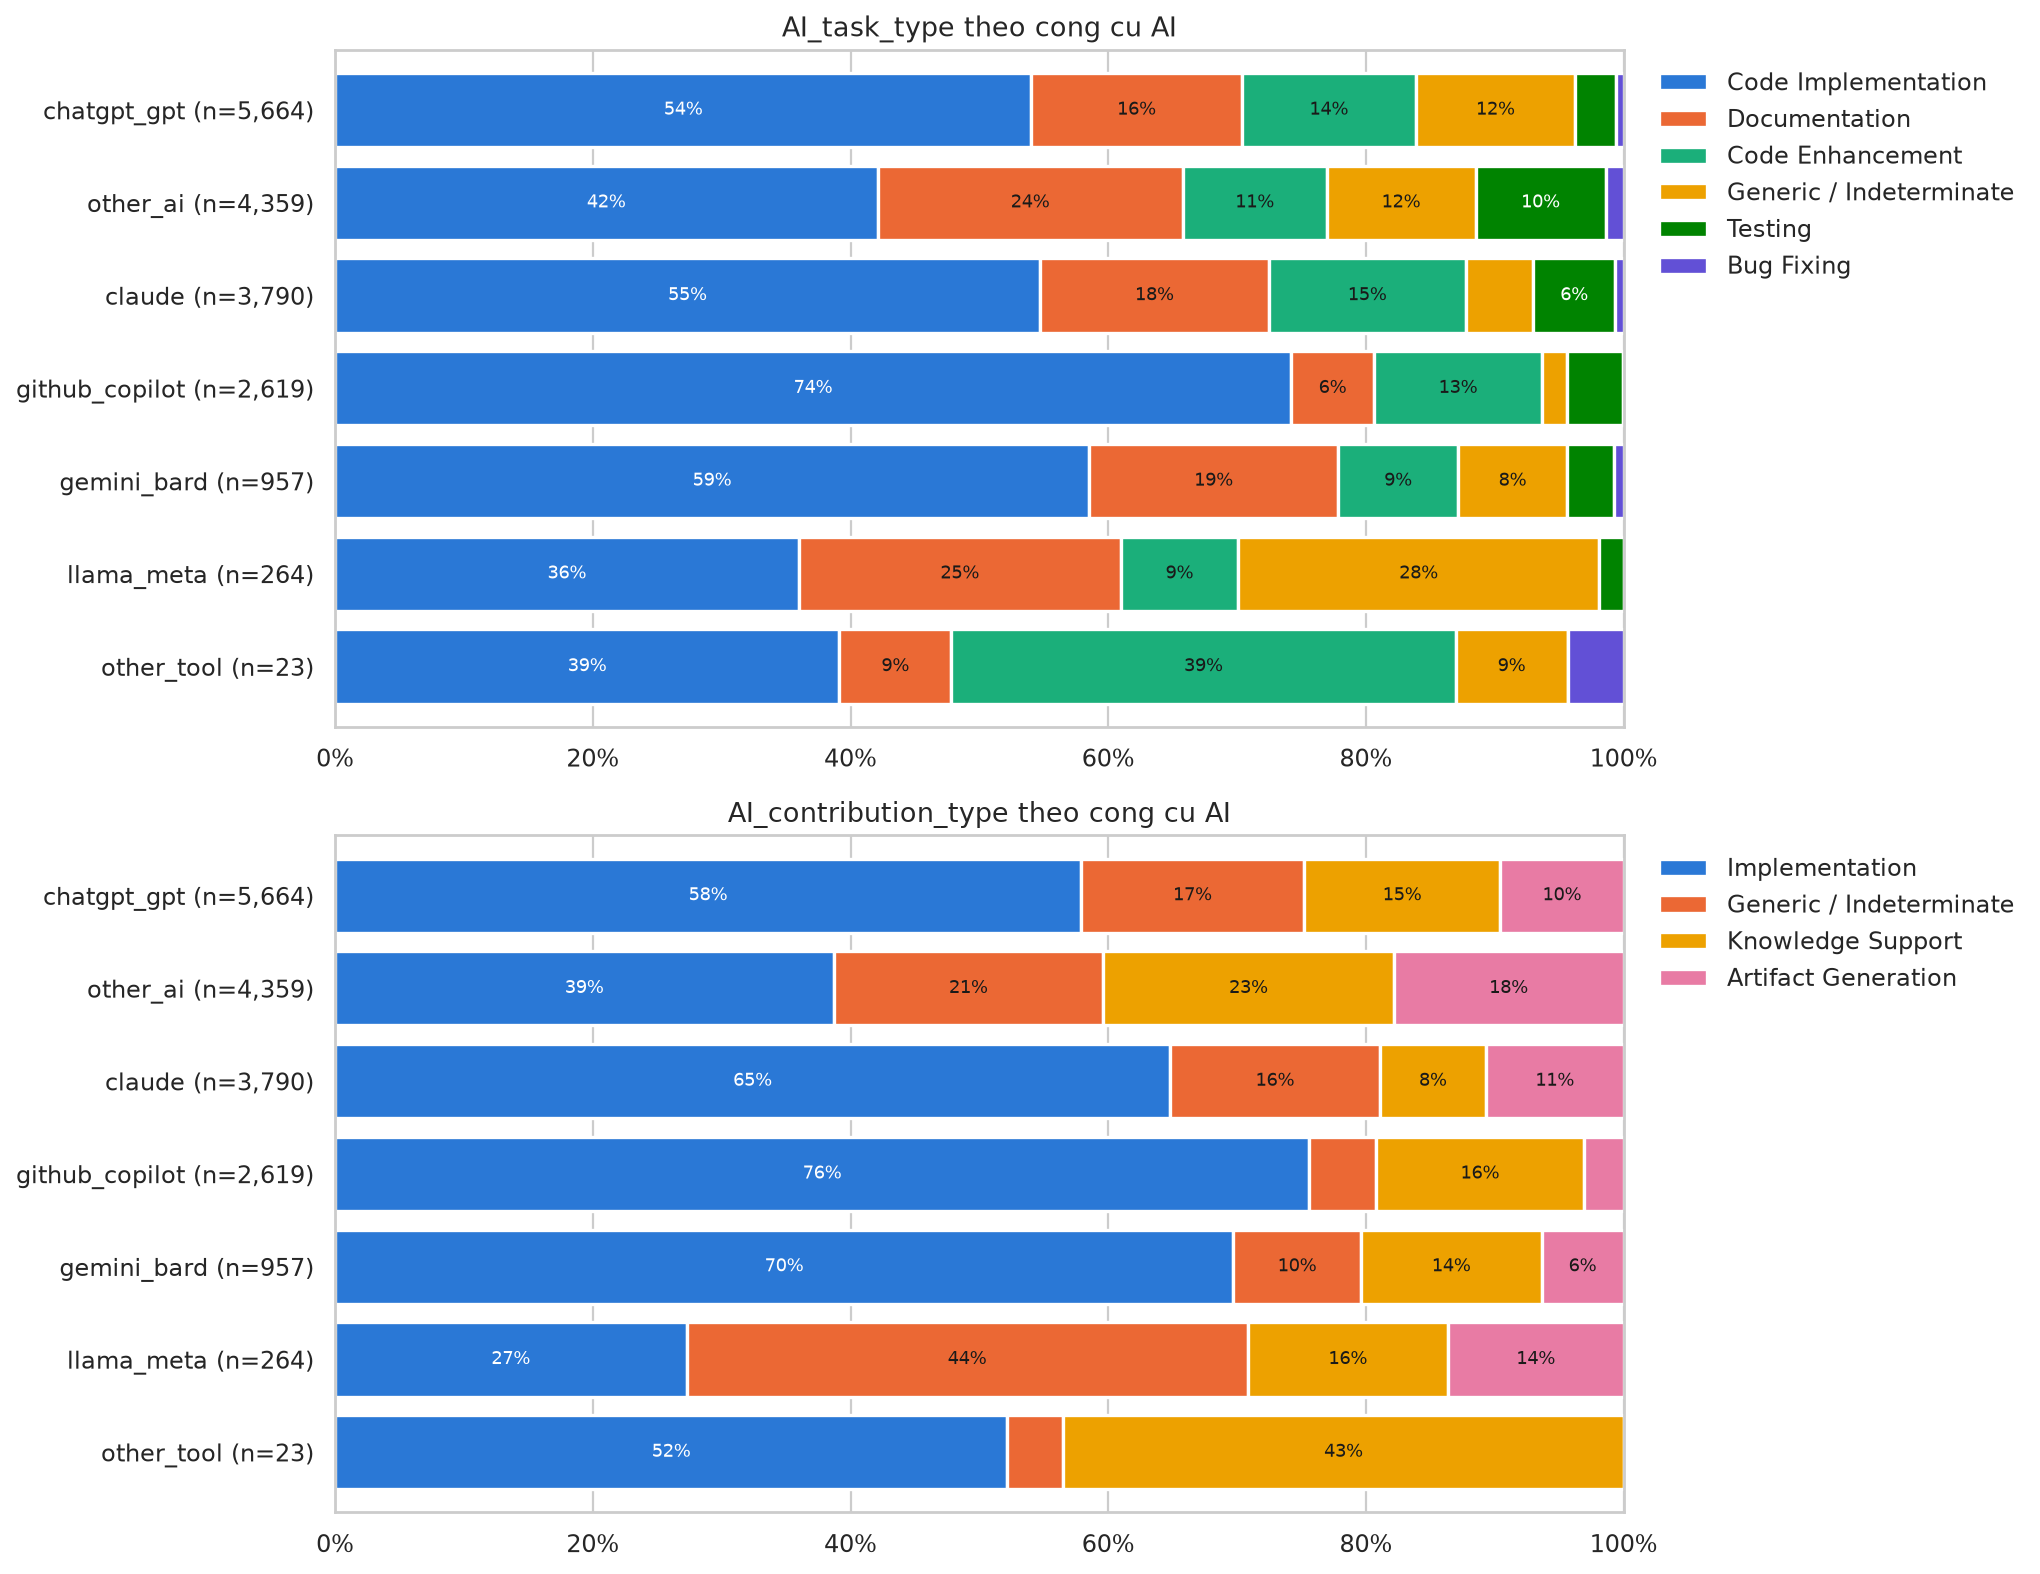 AI_task_type theo cong cu AI
chatgpt_gpt (n=5,664) 54% 16% 14% 12%
other_ai (n=4,359) 42% 24% 11% 12% 10%
claude (n=3,790) 55% 18% 15% 6%
github_copilot (n=2,619) 74% 6% 13%
gemini_bard (n=957) 59% 19% 9% 8%
llama_meta (n=264) 36% 25% 9% 28%
other_tool (n=23) 39% 9% 39% 9%
0% 20% 40% 60% 80% 100%
Code Implementation
Documentation
Code Enhancement
Generic / Indeterminate
Testing
Bug Fixing
AI_contribution_type theo cong cu AI
chatgpt_gpt (n=5,664) 58% 17% 15% 10%
other_ai (n=4,359) 39% 21% 23% 18%
claude (n=3,790) 65% 16% 8% 11%
github_copilot (n=2,619) 76% 16%
gemini_bard (n=957) 70% 10% 14% 6%
llama_meta (n=264) 27% 44% 16% 14%
other_tool (n=23) 52% 43%
0% 20% 40% 60% 80% 100%
Implementation
Generic / Indeterminate
Knowledge Support
Artifact Generation